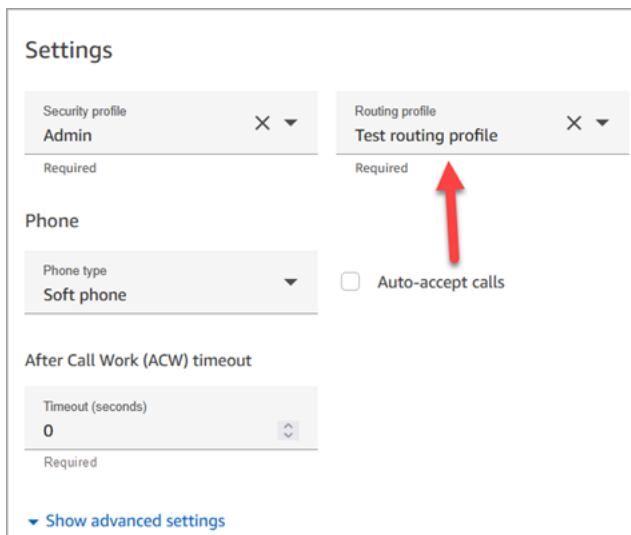 Settings
Security profile
Admin
Required
Routing profile
Test routing profile
Required
Phone
Phone type
Soft phone
Auto-accept calls
After Call Work (ACW) timeout
Timeout (seconds)
0
Required
Show advanced settings